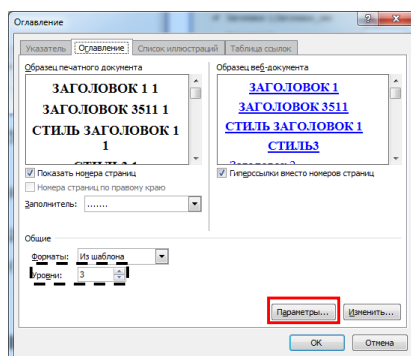 Оглавление
Указатель Оглавление Список иллюстраций Таблица ссылок
Образец печатного документа
ЗАГОЛОВОК 1 1
ЗАГОЛОВОК 3511 1
СТИЛЬ ЗАГОЛОВОК 1
1
Образец веб-документа
ЗАГОЛОВОК 1
ЗАГОЛОВОК 3511
СТИЛЬ ЗАГОЛОВОК 1
СТИЛЬ3
Показать номера страниц
Номера страниц по правому краю
Заполнитель: .......
Гиперссылки вместо номеров страниц
Общие
Форматы: Из шаблона
Уровни: 3
Параметры... Изменить...
ОК Отмена